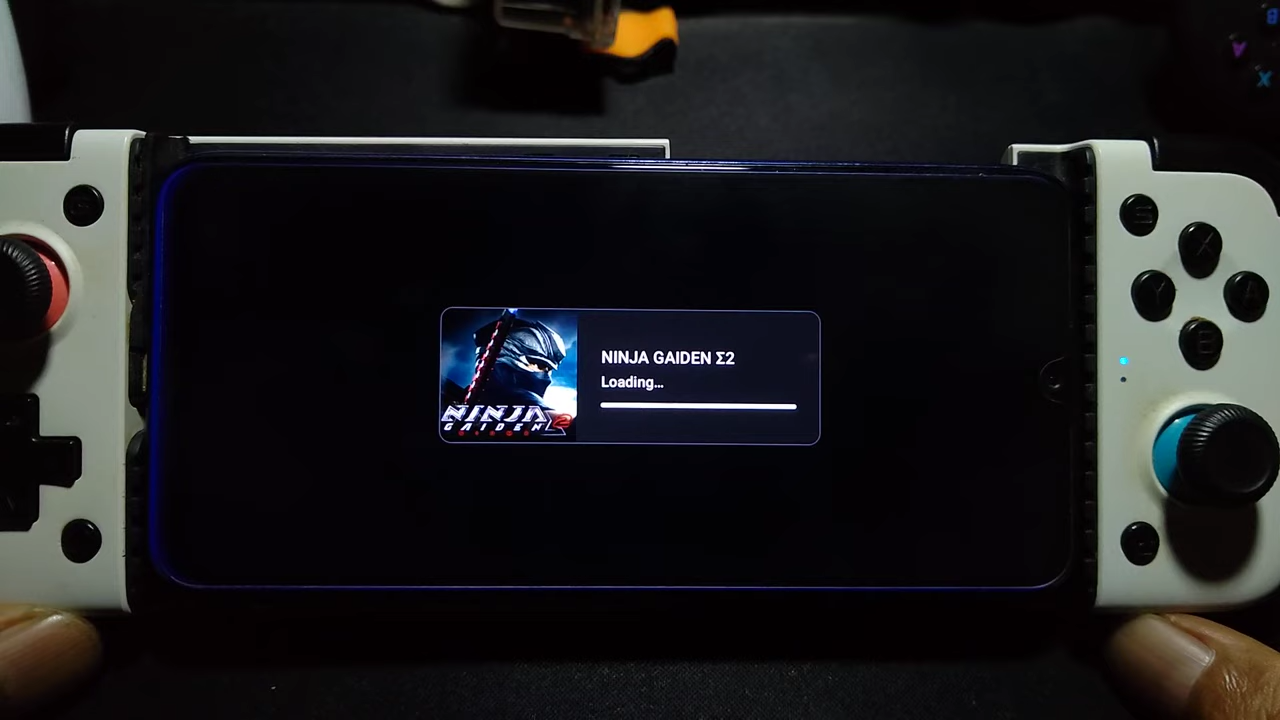 NINJA GAIDEN Σ2
Loading...
NINJA
GAIDEN Σ2
S
X
Y
A
B
Y
X